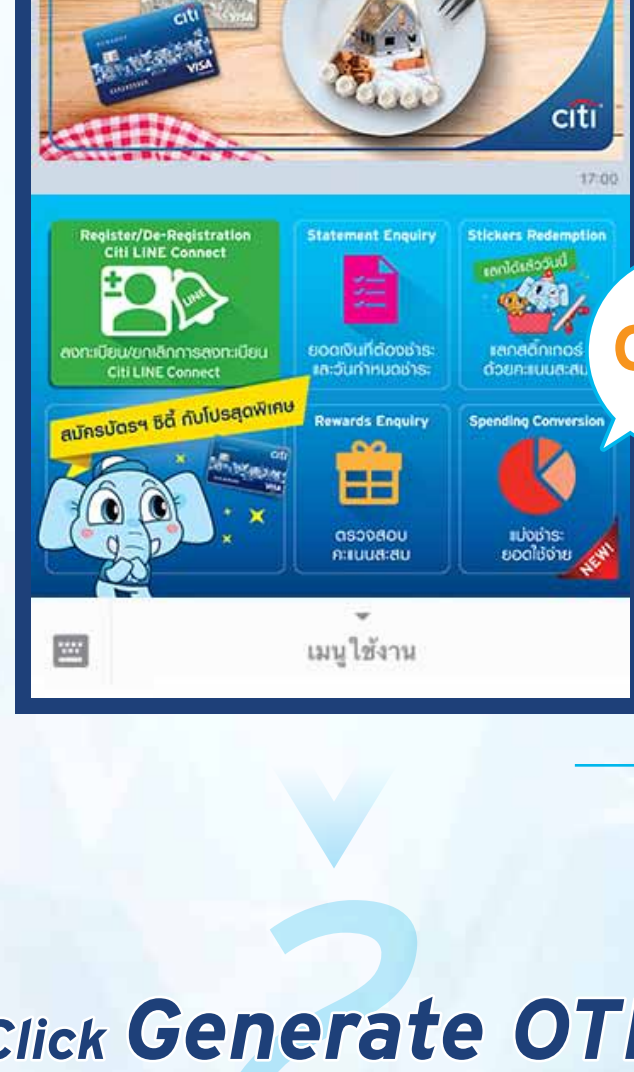 citi
VISA
VISA
citi
17:00
Register/De-Registration
Citi LINE Connect
LINE
ลงทะเบียน/ยกเลิกการลงทะเบียน
Citi LINE Connect
Statement Enquiry
ยอดเงินที่ต้องชำระ
และวันกำหนดชำระ
Stickers Redemption
แลกได้แล้ววันนี้
แลกสติ๊กเกอร์
ด้วยคะแนนสะสม
สมัครบัตรฯ ซิตี้ กับโปรสุดพิเศษ
citi
VISA
Rewards Enquiry
ตรวจสอบ
คะแนนสะสม
Spending Conversion
แบ่งชำระ
ยอดใช้จ่าย
NEW!
เมนูใช้งาน
2
Click Generate OT